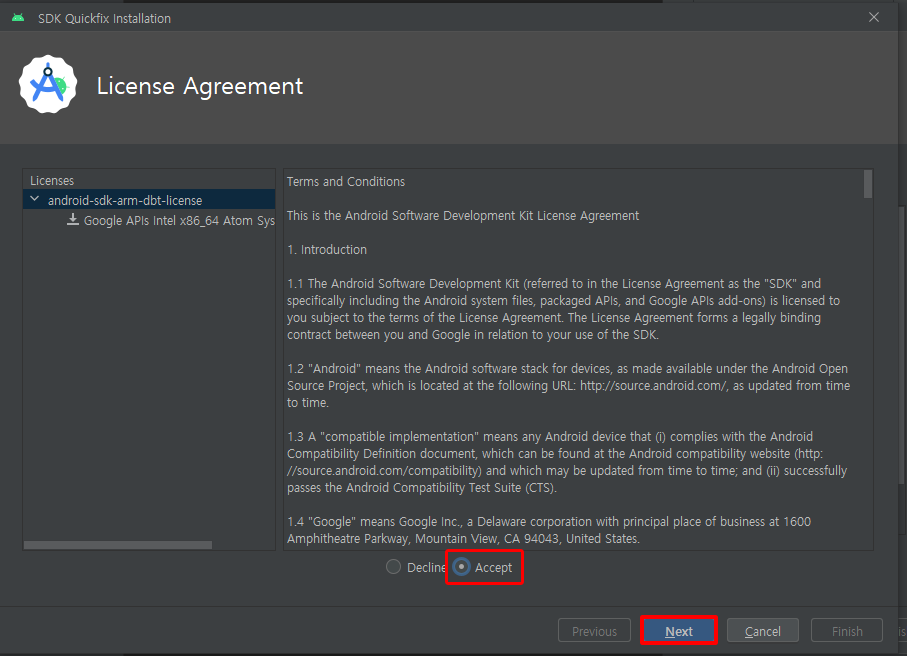 SDK Quickfix Installation
License Agreement
Licenses
android-sdk-arm-dbt-license
Google APIs Intel x86_64 Atom Sys
Terms and Conditions
This is the Android Software Development Kit License Agreement
1. Introduction
1.1 The Android Software Development Kit (referred to in the License Agreement as the "SDK" and
specifically including the Android system files, packaged APIs, and Google APIs add-ons) is licensed to
you subject to the terms of the License Agreement. The License Agreement forms a legally binding
contract between you and Google in relation to your use of the SDK.
1.2 "Android" means the Android software stack for devices, as made available under the Android Open
Source Project, which is located at the following URL: http://source.android.com/, as updated from time
to time.
1.3 A "compatible implementation" means any Android device that (i) complies with the Android
Compatibility Definition document, which can be found at the Android compatibility website (http:
//source.android.com/compatibility) and which may be updated from time to time; and (ii) successfully
passes the Android Compatibility Test Suite (CTS).
1.4 "Google" means Google Inc., a Delaware corporation with principal place of business at 1600
Amphitheatre Parkway, Mountain View, CA 94043, United States.
Decline Accept
Previous Next Cancel Finish